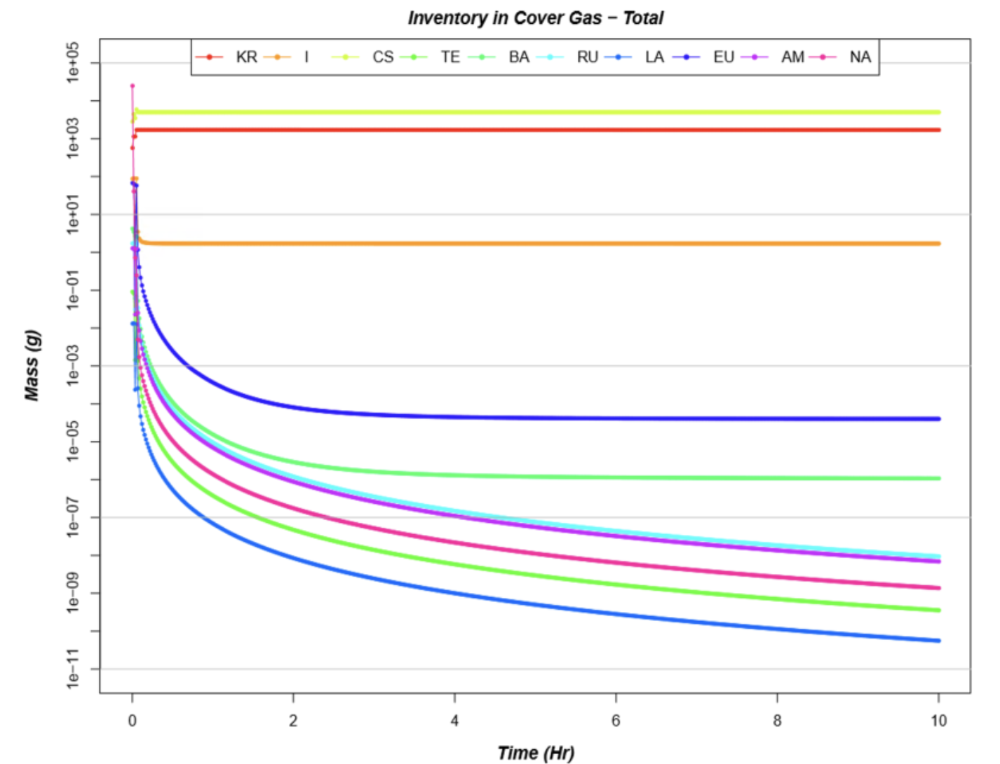 Inventory in Cover Gas − Total
KR I CS TE BA RU LA EU AM NA
1e+05
1e+03
1e+01
1e−01
1e−03
1e−05
1e−07
1e−09
1e−11
Mass (g)
0 2 4 6 8 10
Time (Hr)